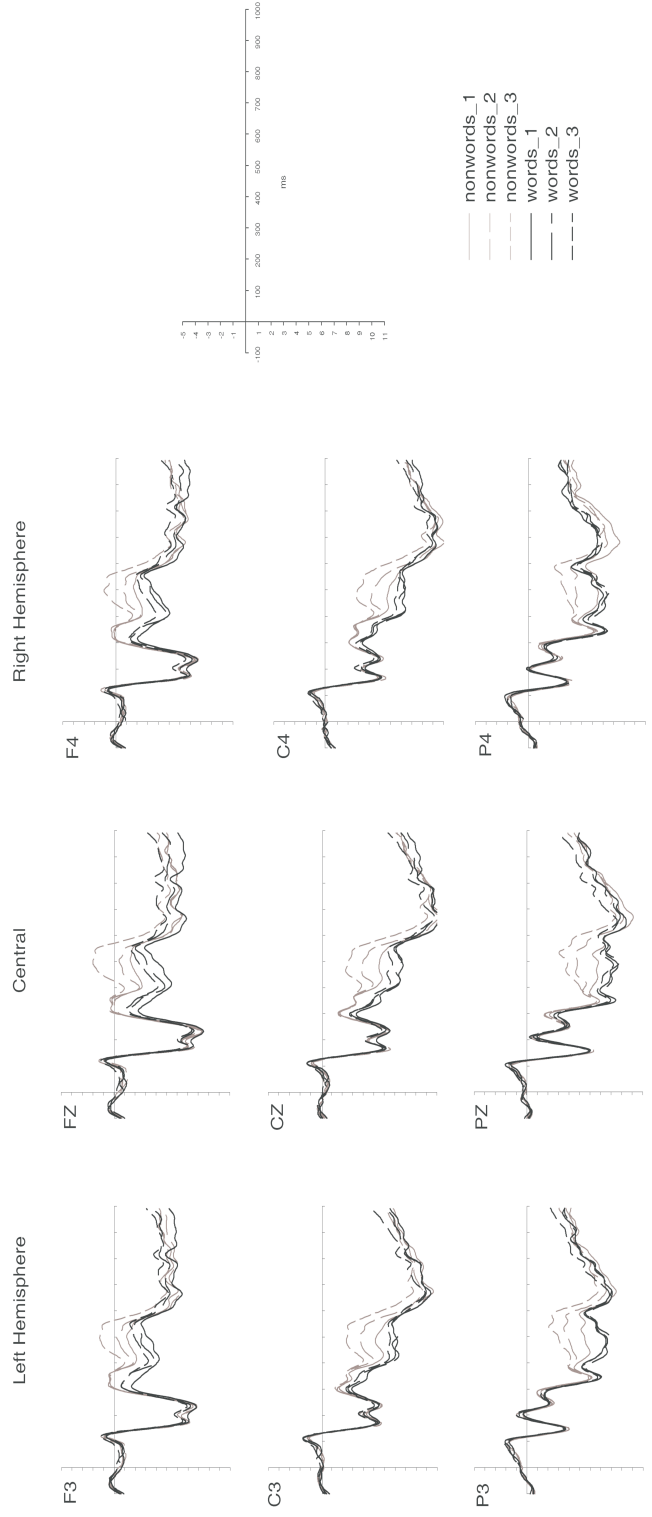 Left Hemisphere
Central
Right Hemisphere
F3
FZ
F4
C3
CZ
C4
P3
PZ
P4
-5
-4
-3
-2
-1
1
2
3
4
5
6
7
8
9
10
11
-100
100
200
300
400
500
600
700
800
900
1000
ms
nonwords_1
nonwords_2
nonwords_3
words_1
words_2
words_3